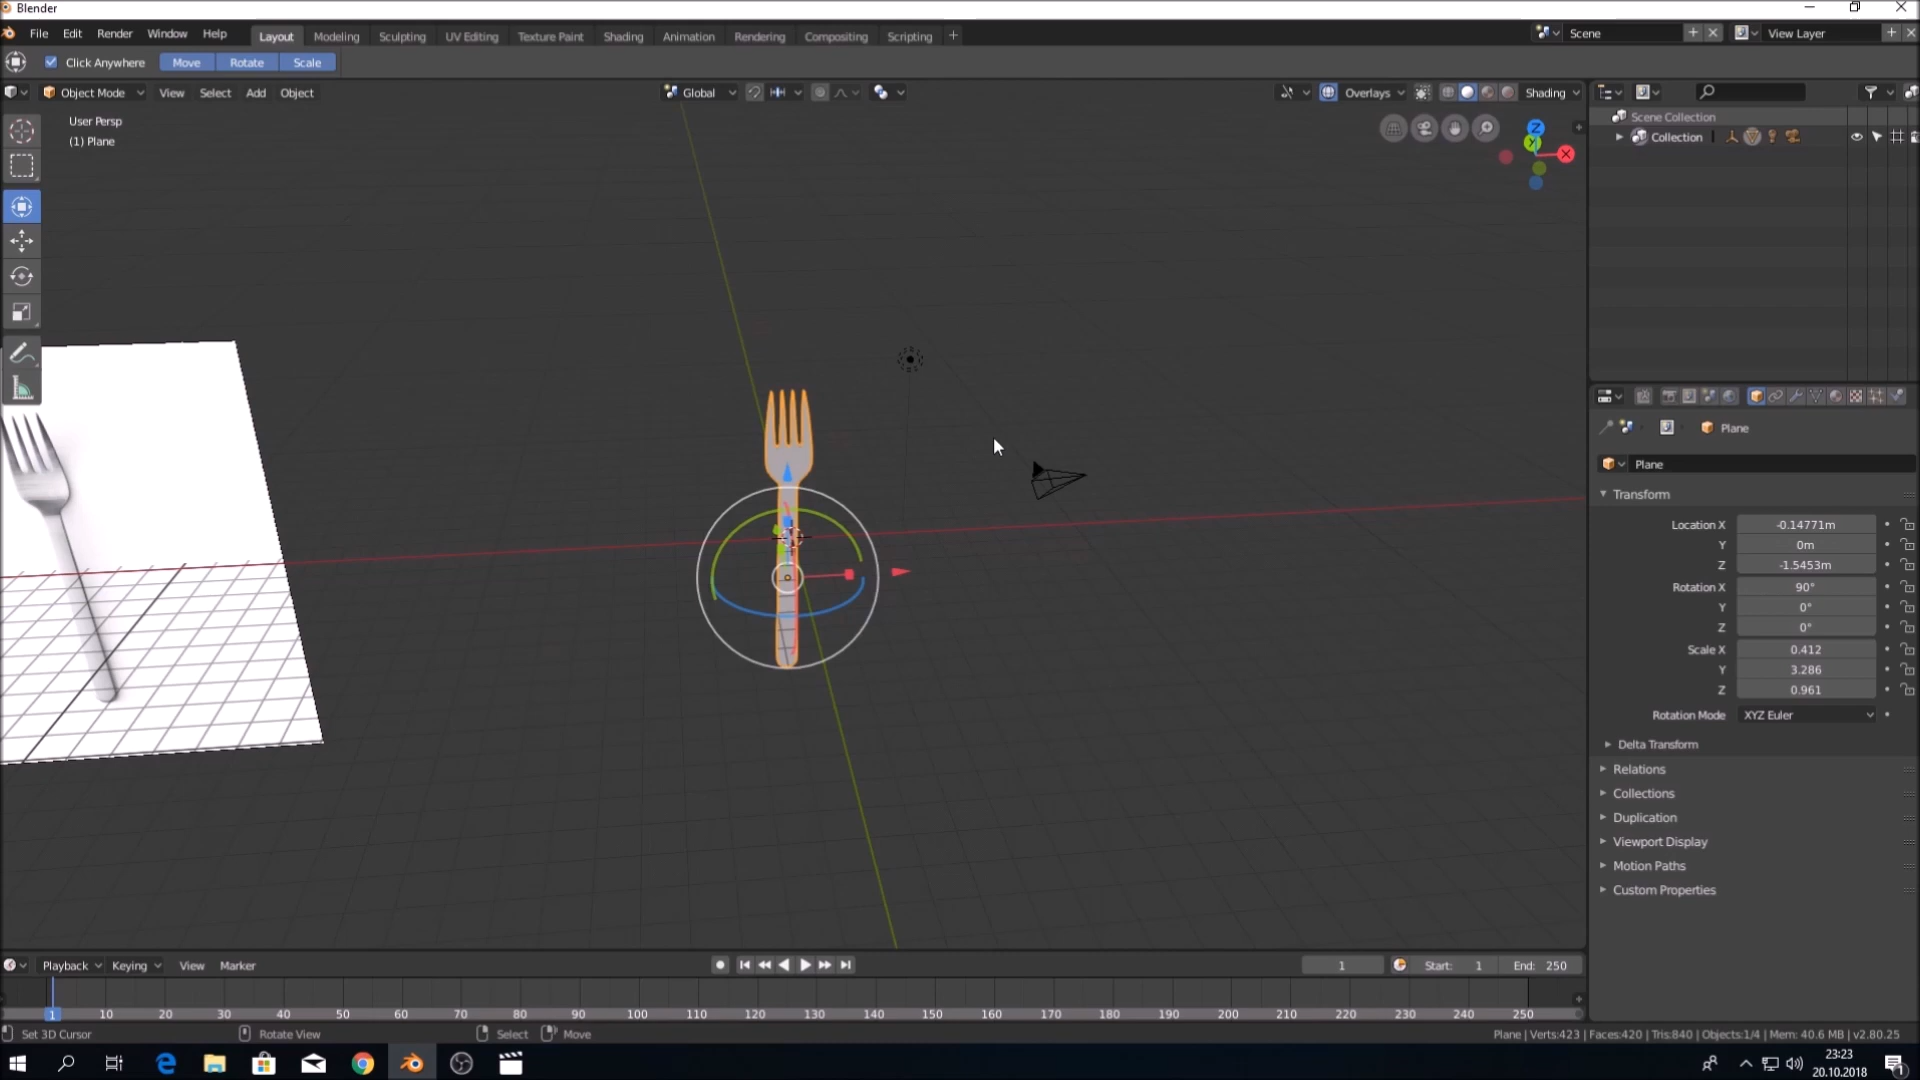 Blender
File Edit Render Window Help Layout Modeling Sculpting UV Editing Texture Paint Shading Animation Rendering Compositing Scripting + Scene View Layer
Click Anywhere Move Rotate Scale
Object Mode View Select Add Object Global Overlays Shading
User Persp
(1) Plane
Z
Y
X
Scene Collection
Collection
Plane
Plane
Transform
Location X -0.14771m
Y 0m
Z -1.5453m
Rotation X 90°
Y 0°
Z 0°
Scale X 0.412
Y 3.286
Z 0.961
Rotation Mode XYZ Euler
Delta Transform
Relations
Collections
Duplication
Viewport Display
Motion Paths
Custom Properties
Playback Keying View Marker 1 Start: 1 End: 250
1 10 20 30 40 50 60 70 80 90 100 110 120 130 140 150 160 170 180 190 200 210 220 230 240 250
Set 3D Cursor Rotate View Select Move Plane | Verts:423 | Faces:420 | Tris:840 | Objects:1/4 | Mem: 40.6 MB | v2.80.25
23:23
20.10.2018
1